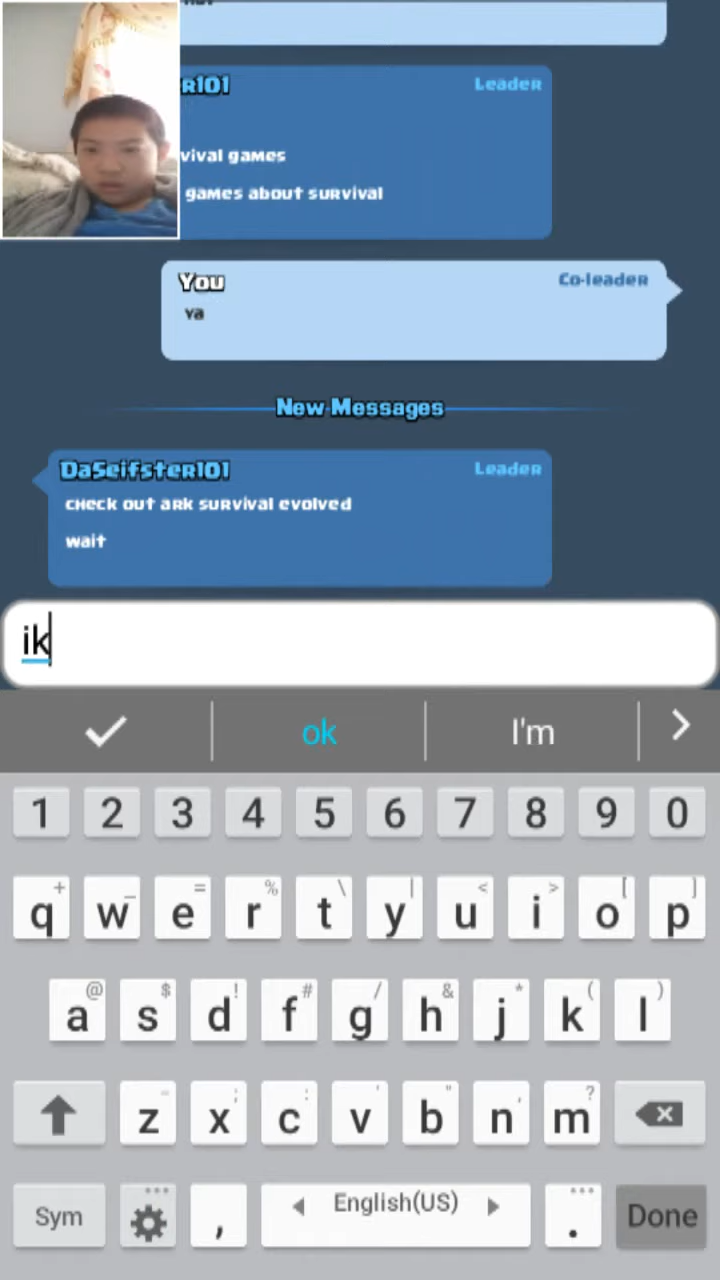 R101
Leader
vival games
games about survival
You
Co-leader
ya
New Messages
DaSeifster101
Leader
check out ark survival evolved
wait
ik
ok
I'm
1 2 3 4 5 6 7 8 9 0
+ _ = % \ | < > [ ]
q w e r t y u i o p
@ $ ! # / & * ( )
a s d f g h j k l
- ; : ' " , ?
z x c v b n m
Sym
,
English(US)
.
Done